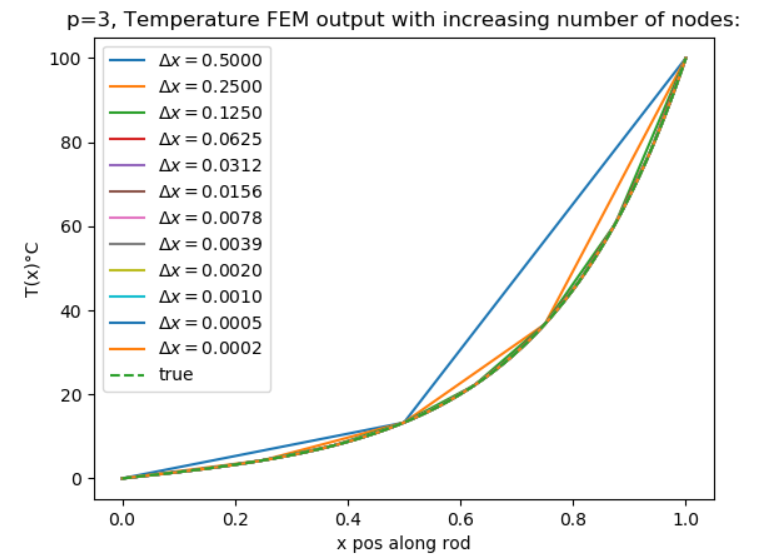 p=3, Temperature FEM output with increasing number of nodes:
100
80
60
40
20
0
T(x)°C
Δx = 0.5000
Δx = 0.2500
Δx = 0.1250
Δx = 0.0625
Δx = 0.0312
Δx = 0.0156
Δx = 0.0078
Δx = 0.0039
Δx = 0.0020
Δx = 0.0010
Δx = 0.0005
Δx = 0.0002
true
0.0 0.2 0.4 0.6 0.8 1.0
x pos along rod